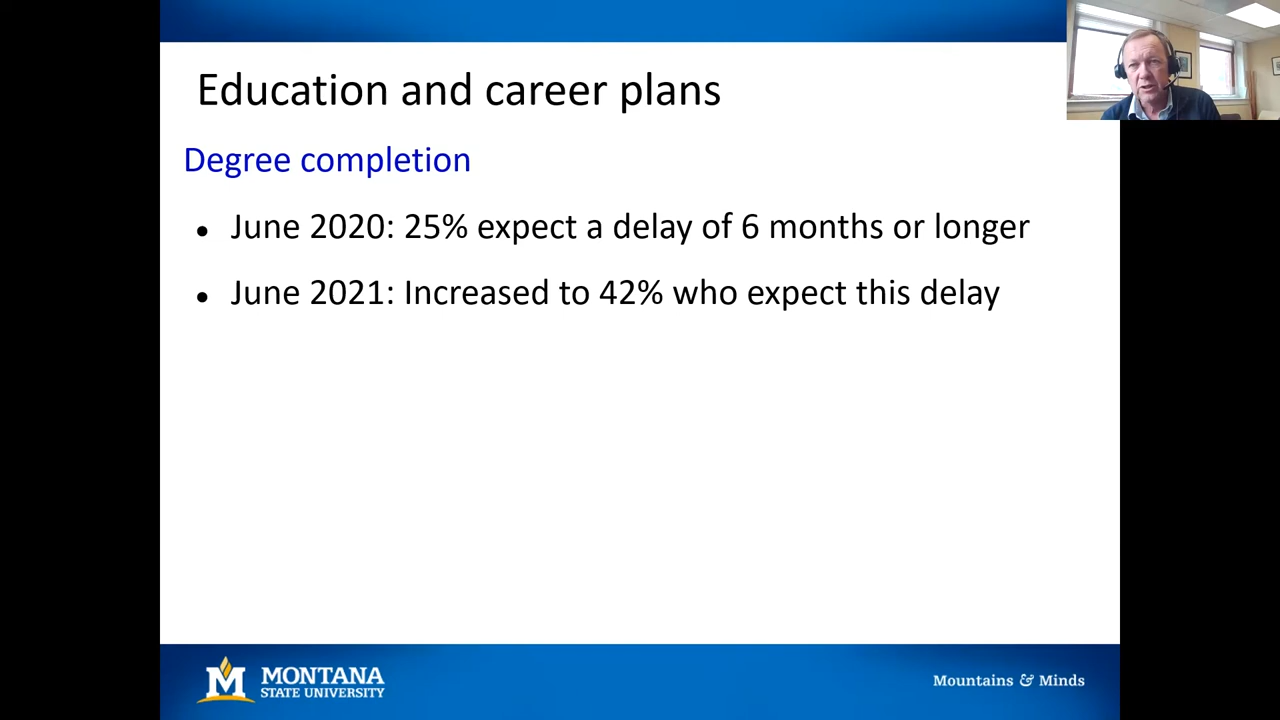 Education and career plans
Degree completion
• June 2020: 25% expect a delay of 6 months or longer
• June 2021: Increased to 42% who expect this delay
M MONTANA
STATE UNIVERSITY
Mountains & Minds